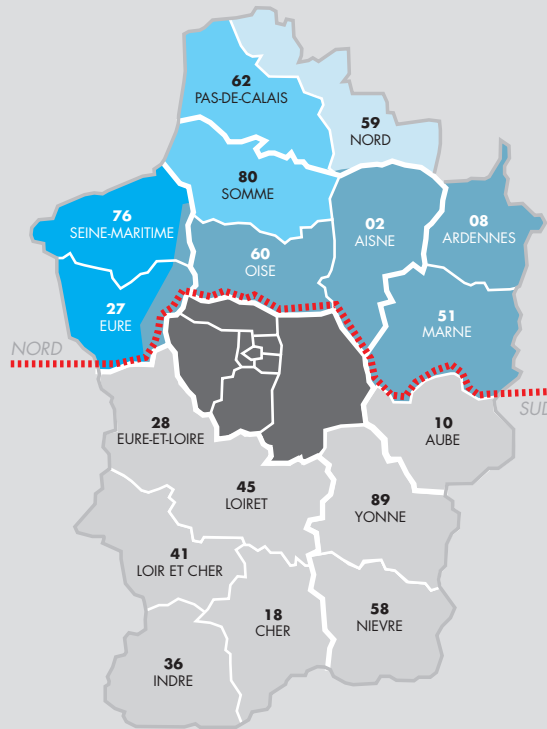 62
PAS-DE-CALAIS
59
NORD
80
SOMME
76
SEINE-MARITIME
02
AISNE
08
ARDENNES
60
OISE
27
EURE
51
MARNE
NORD
SUD
28
EURE-ET-LOIRE
10
AUBE
45
LOIRET
89
YONNE
41
LOIR ET CHER
18
CHER
58
NIEVRE
36
INDRE